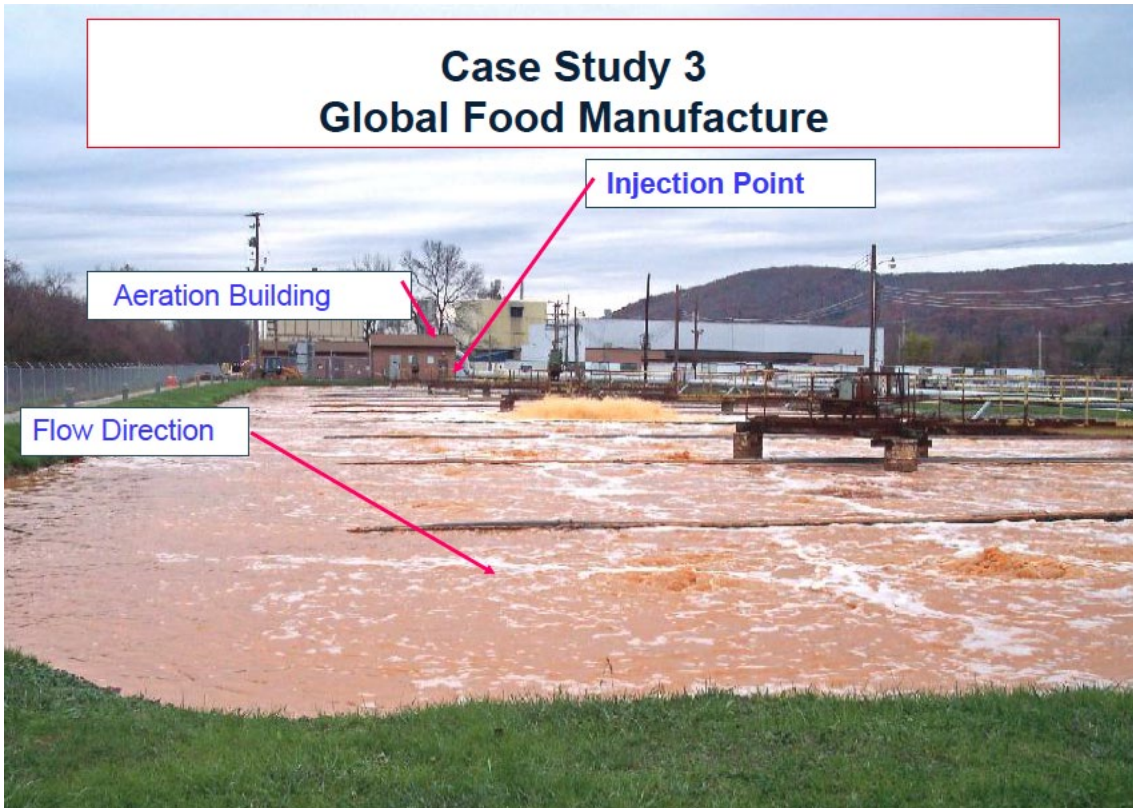 Case Study 3
Global Food Manufacture
Injection Point
Aeration Building
Flow Direction